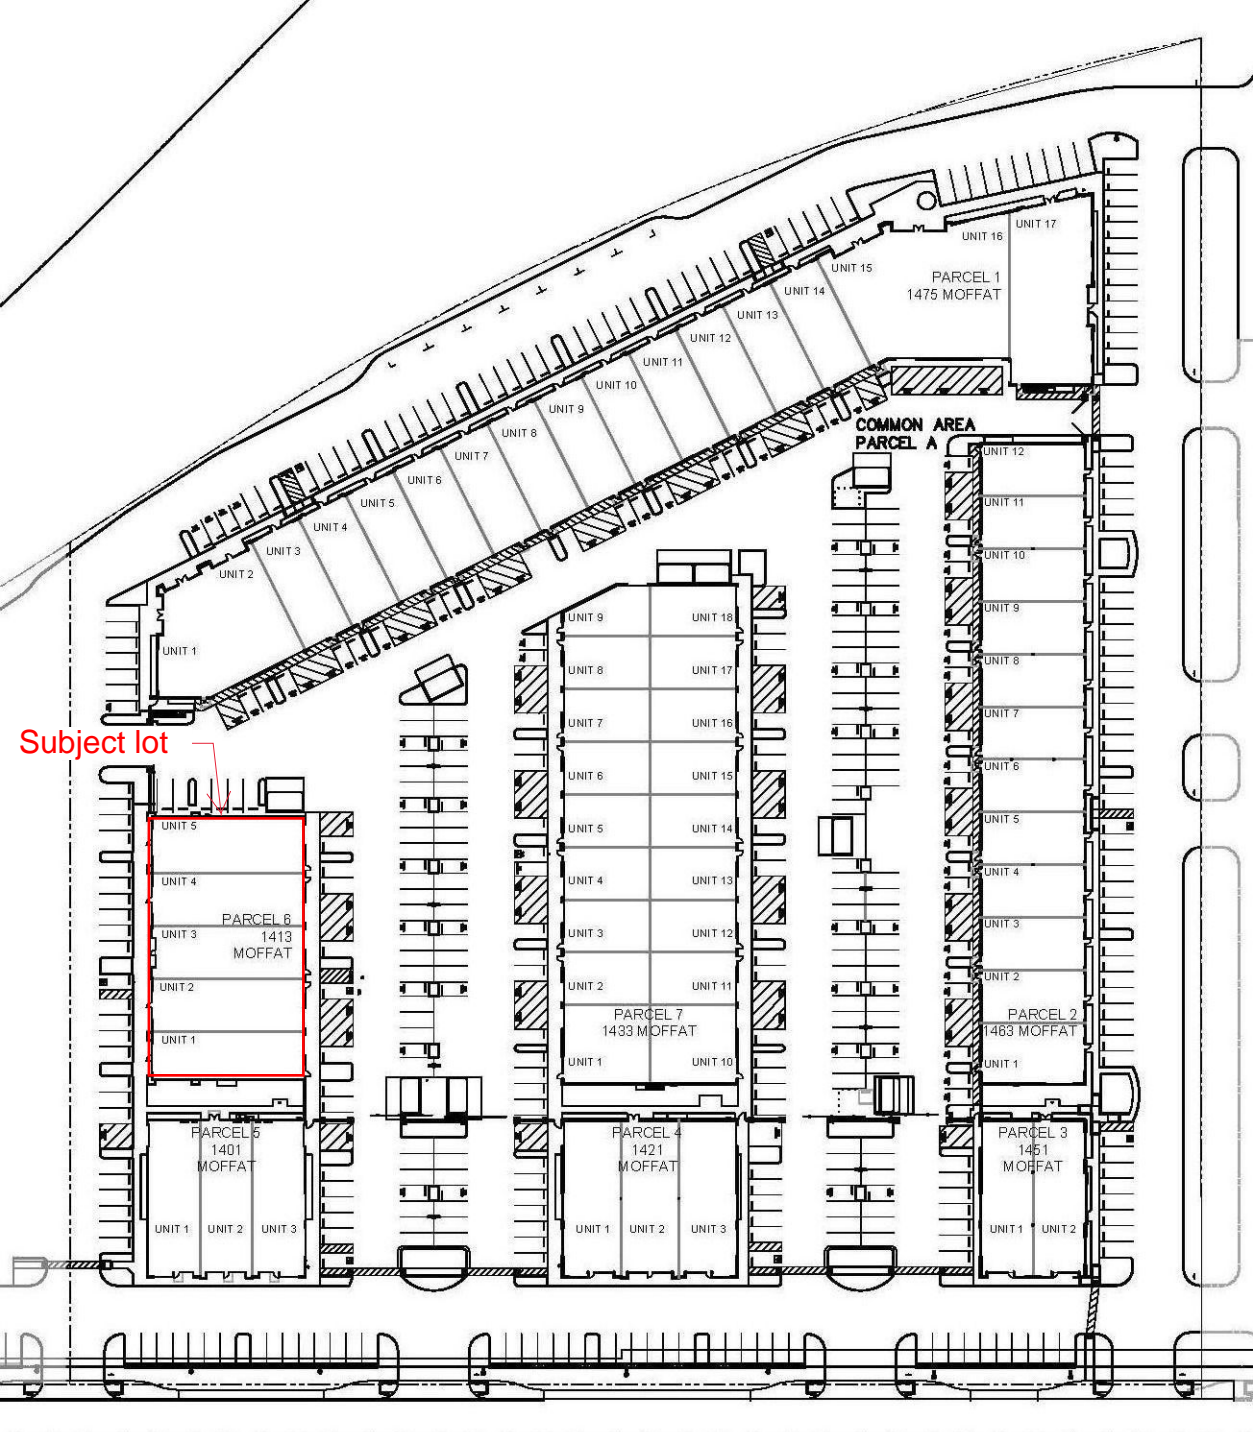 UNIT 17
UNIT 16
UNIT 15
PARCEL 1
1475 MOFFAT
UNIT 14
UNIT 13
UNIT 12
UNIT 11
UNIT 10
UNIT 9
UNIT 8
UNIT 7
UNIT 6
UNIT 5
UNIT 4
UNIT 3
UNIT 2
UNIT 1
COMMON AREA
PARCEL A
UNIT 12
UNIT 11
UNIT 10
UNIT 9
UNIT 8
UNIT 7
UNIT 6
UNIT 5
UNIT 4
UNIT 3
UNIT 2
PARCEL 2
1463 MOFFAT
UNIT 1
UNIT 9
UNIT 18
UNIT 8
UNIT 17
UNIT 7
UNIT 16
UNIT 6
UNIT 15
UNIT 5
UNIT 14
UNIT 4
UNIT 13
UNIT 3
UNIT 12
UNIT 2
UNIT 11
PARCEL 7
1433 MOFFAT
UNIT 1
UNIT 10
Subject lot
UNIT 5
UNIT 4
PARCEL 6
1413
MOFFAT
UNIT 3
UNIT 2
UNIT 1
PARCEL 5
1401
MOFFAT
UNIT 1
UNIT 2
UNIT 3
PARCEL 4
1421
MOFFAT
UNIT 1
UNIT 2
UNIT 3
PARCEL 3
1451
MOFFAT
UNIT 1
UNIT 2